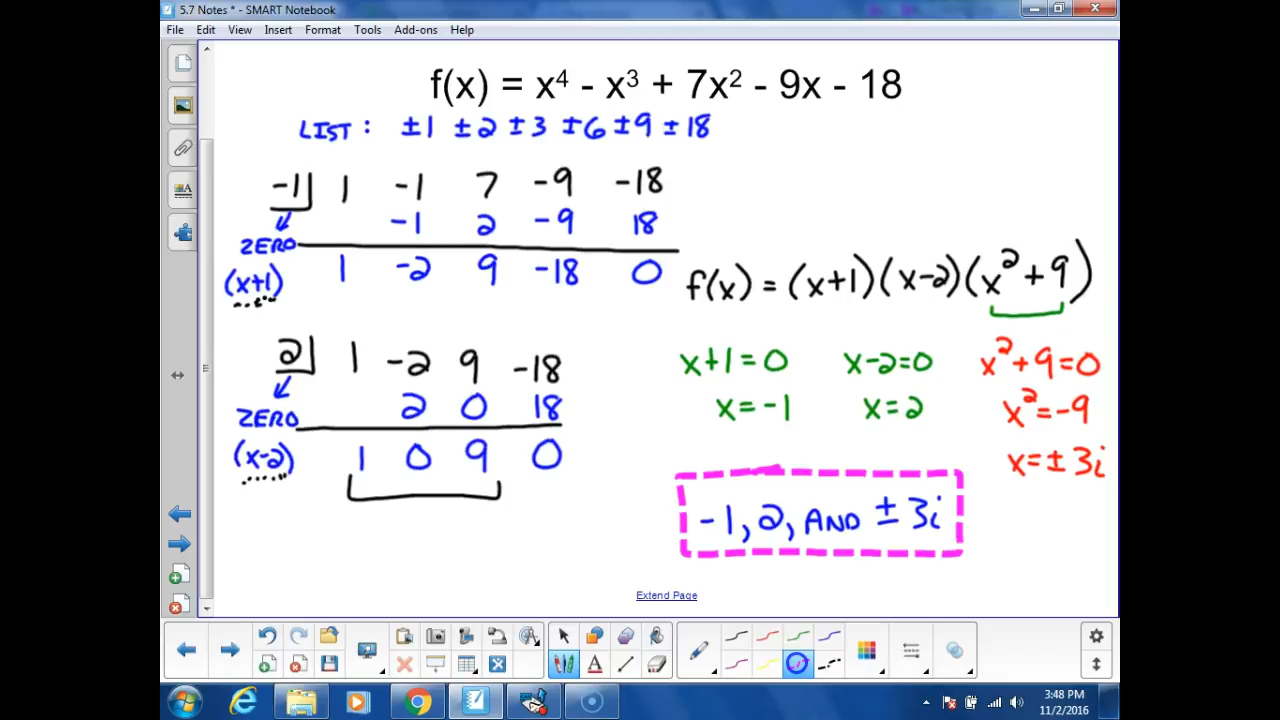 5.7 Notes * - SMART Notebook
File Edit View Insert Format Tools Add-ons Help
f(x) = x⁴ - x³ + 7x² - 9x - 18
LIST : ±1 ±2 ±3 ±6 ±9 ±18
-1 1 -1 7 -9 -18
-1 2 -9 18
ZERO
(x+1) 1 -2 9 -18 0
f(x) = (x+1)(x-2)(x²+9)
2 1 -2 9 -18
2 0 18
ZERO
(x-2) 1 0 9 0
x+1=0 x-2=0 x²+9=0
x=-1 x=2 x²=-9
x=±3i
-1, 2, AND ±3i
Extend Page
3:48 PM
11/2/2016